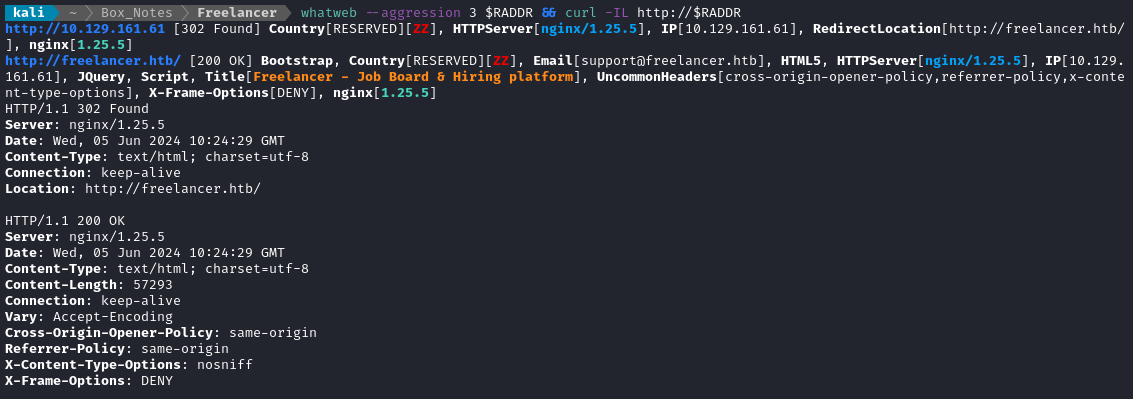 kali ~ Box_Notes Freelancer whatweb --aggression 3 $RADDR && curl -IL http://$RADDR
http://10.129.161.61 [302 Found] Country[RESERVED][ZZ], HTTPServer[nginx/1.25.5], IP[10.129.161.61], RedirectLocation[http://freelancer.htb/
], nginx[1.25.5]
http://freelancer.htb/ [200 OK] Bootstrap, Country[RESERVED][ZZ], Email[support@freelancer.htb], HTML5, HTTPServer[nginx/1.25.5], IP[10.129.
161.61], JQuery, Script, Title[Freelancer - Job Board & Hiring platform], UncommonHeaders[cross-origin-opener-policy,referrer-policy,x-conte
nt-type-options], X-Frame-Options[DENY], nginx[1.25.5]
HTTP/1.1 302 Found
Server: nginx/1.25.5
Date: Wed, 05 Jun 2024 10:24:29 GMT
Content-Type: text/html; charset=utf-8
Connection: keep-alive
Location: http://freelancer.htb/

HTTP/1.1 200 OK
Server: nginx/1.25.5
Date: Wed, 05 Jun 2024 10:24:29 GMT
Content-Type: text/html; charset=utf-8
Content-Length: 57293
Connection: keep-alive
Vary: Accept-Encoding
Cross-Origin-Opener-Policy: same-origin
Referrer-Policy: same-origin
X-Content-Type-Options: nosniff
X-Frame-Options: DENY